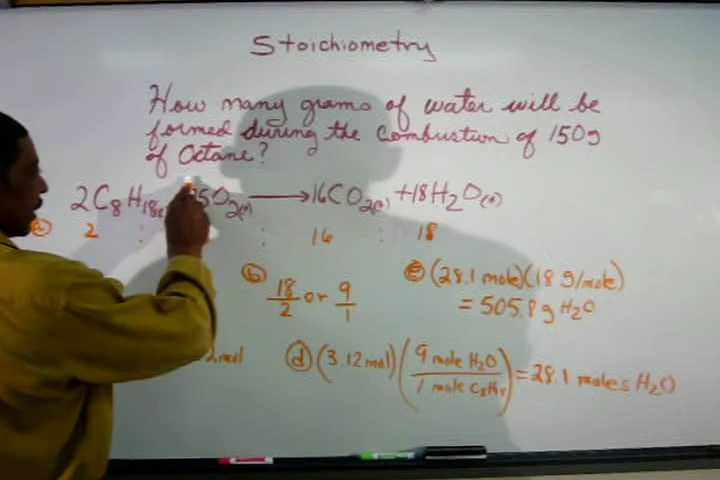 Stoichiometry
How many grams of water will be
formed during the combustion of 150g
of Octane?
2C8H18 25O2(g) → 16CO2(g) + 18H2O(g)
a 2 : : 16 : 18
b 18/2 or 9/1
e (28.1 mole)(18 g/mole)
= 505.8 g H2O
mol
d (3.12 mol)(9 mole H2O / 1 mole C8H18) = 28.1 moles H2O